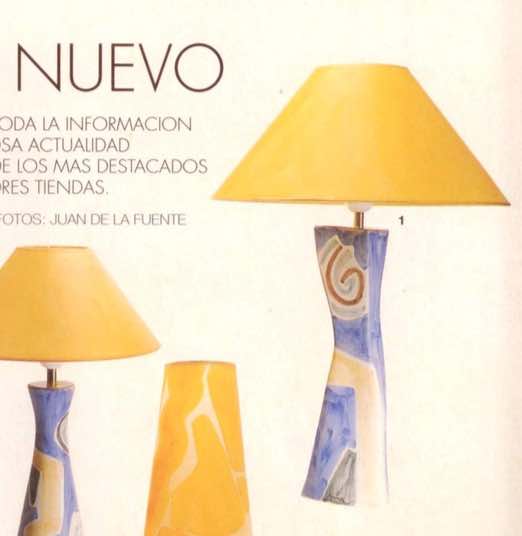 NUEVO
ODA LA INFORMACION
OSA ACTUALIDAD
DE LOS MAS DESTACADOS
ORES TIENDAS.
FOTOS: JUAN DE LA FUENTE
1